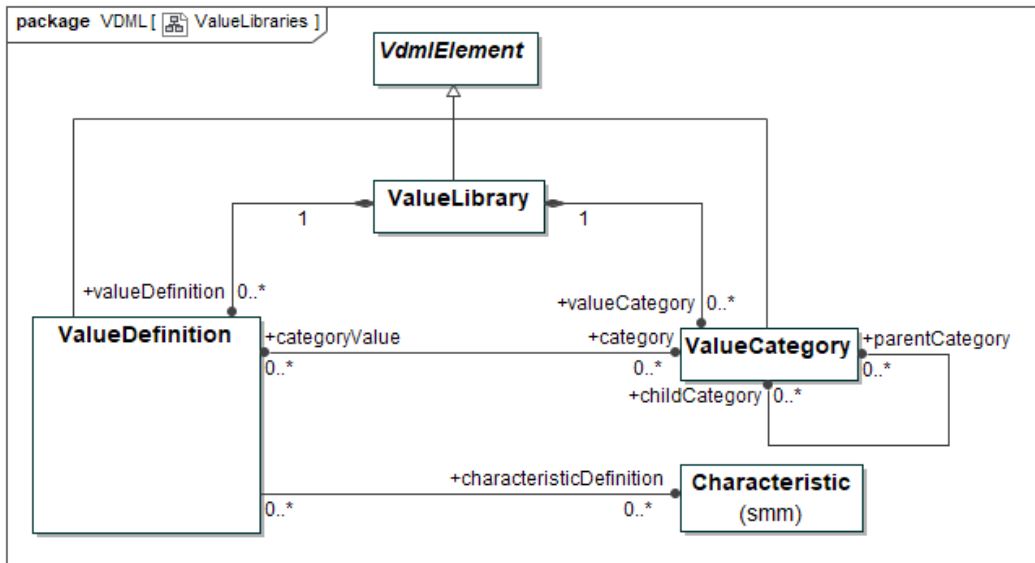 package VDML [ ValueLibraries ]
VdmlElement
ValueLibrary
1
1
+valueDefinition 0..*
+valueCategory 0..*
ValueDefinition
+categoryValue
+category
0..*
0..*
ValueCategory
+parentCategory
0..*
+childCategory 0..*
+characteristicDefinition
0..*
0..*
Characteristic
(smm)